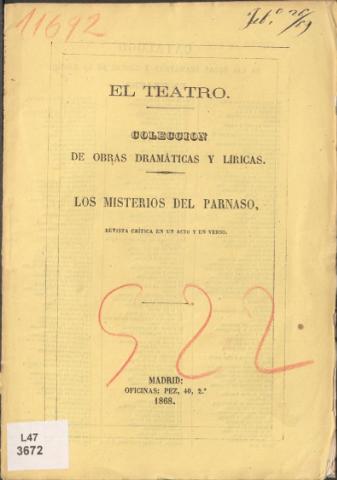 11692
EL TEATRO.
COLECCION
DE OBRAS DRAMÁTICAS Y LIRICAS.
LOS MISTERIOS DEL PARNASO,
REVISTA CRÍTICA EN UN ACTO Y EN VERSO.
522
MADRID:
OFICINAS: PEZ, 40, 2.º
1868.
L47
3672